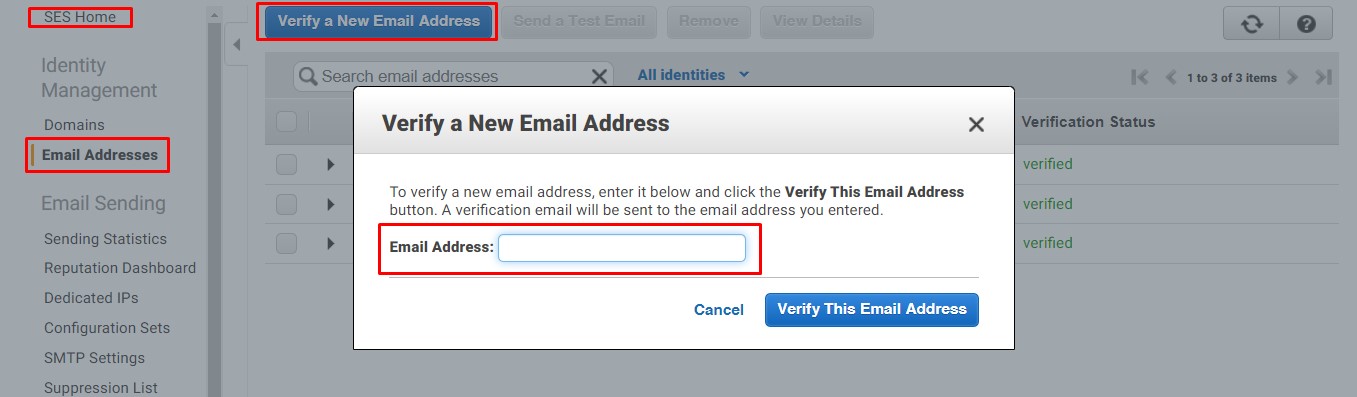 SES Home
Identity
Management
Domains
Email Addresses
Email Sending
Sending Statistics
Reputation Dashboard
Dedicated IPs
Configuration Sets
SMTP Settings
Suppression List
Verify a New Email Address
Send a Test Email
Remove
View Details
Search email addresses
All identities
1 to 3 of 3 items
Verification Status
verified
verified
verified
Verify a New Email Address
To verify a new email address, enter it below and click the Verify This Email Address
button. A verification email will be sent to the email address you entered.
Email Address:
Cancel
Verify This Email Address